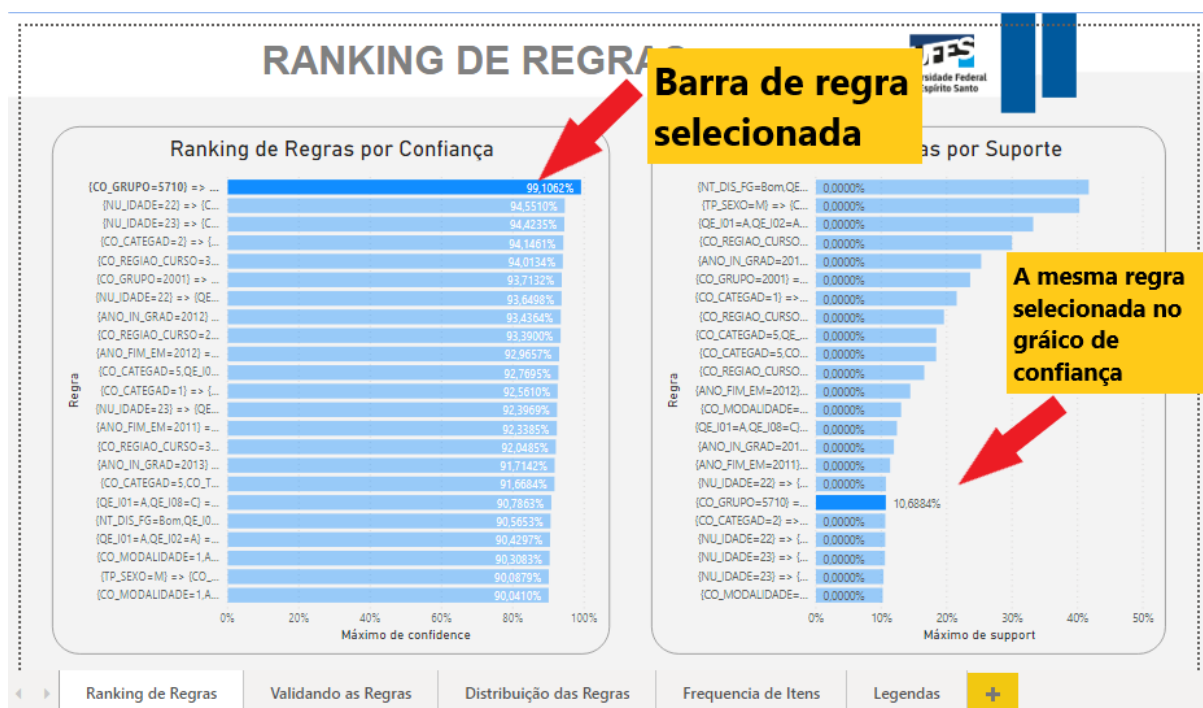 RANKING DE REGRAS
UFES
Universidade Federal
Espírito Santo
Barra de regra
selecionada
Ranking de Regras por Confiança
{CO_GRUPO=5710} => ... 99,1062%
{NU_IDADE=22} => {C... 94,5510%
{NU_IDADE=23} => {C... 94,4235%
{CO_CATEGAD=2} => {... 94,1461%
{CO_REGIAO_CURSO=3... 94,0134%
{CO_GRUPO=2001} => ... 93,7132%
{NU_IDADE=22} => {QE... 93,6498%
{ANO_IN_GRAD=2012} ... 93,4364%
{CO_REGIAO_CURSO=2... 93,3900%
{ANO_FIM_EM=2012} =... 92,9657%
{CO_CATEGAD=5,QE_I0... 92,7695%
{CO_CATEGAD=1} => {... 92,5610%
{NU_IDADE=23} => {QE... 92,3969%
{ANO_FIM_EM=2011} =... 92,3385%
{CO_REGIAO_CURSO=3... 92,0485%
{ANO_IN_GRAD=2013} ... 91,7142%
{CO_CATEGAD=5,CO_T... 91,6684%
{QE_I01=A,QE_I08=C} =... 90,7863%
{NT_DIS_FG=Bom,QE_I0... 90,5653%
{QE_I01=A,QE_I02=A} =... 90,4297%
{CO_MODALIDADE=1,A... 90,3083%
{TP_SEXO=M} => {CO_... 90,0879%
{CO_MODALIDADE=1,A... 90,0410%
Regra
0% 20% 40% 60% 80% 100%
Máximo de confidence
as por Suporte
{NT_DIS_FG=Bom,QE... 0,0000%
{TP_SEXO=M} => {C... 0,0000%
{QE_I01=A,QE_I02=A... 0,0000%
{CO_REGIAO_CURSO... 0,0000%
{ANO_IN_GRAD=201... 0,0000%
{CO_GRUPO=2001} =... 0,0000%
{CO_CATEGAD=1} =>... 0,0000%
{CO_REGIAO_CURSO... 0,0000%
{CO_CATEGAD=5,QE_... 0,0000%
{CO_CATEGAD=5,CO... 0,0000%
{CO_REGIAO_CURSO... 0,0000%
{ANO_FIM_EM=2012}... 0,0000%
{CO_MODALIDADE=... 0,0000%
{QE_I01=A,QE_I08=C}... 0,0000%
{ANO_IN_GRAD=201... 0,0000%
{ANO_FIM_EM=2011}... 0,0000%
{NU_IDADE=22} => {... 0,0000%
{CO_GRUPO=5710} =... 10,6884%
{CO_CATEGAD=2} =>... 0,0000%
{NU_IDADE=22} => {... 0,0000%
{NU_IDADE=23} => {... 0,0000%
{NU_IDADE=23} => {... 0,0000%
{CO_MODALIDADE=... 0,0000%
Regra
0% 10% 20% 30% 40% 50%
Máximo de support
A mesma regra
selecionada no
gráico de
confiança
Ranking de Regras
Validando as Regras
Distribuição das Regras
Frequencia de Itens
Legendas
+